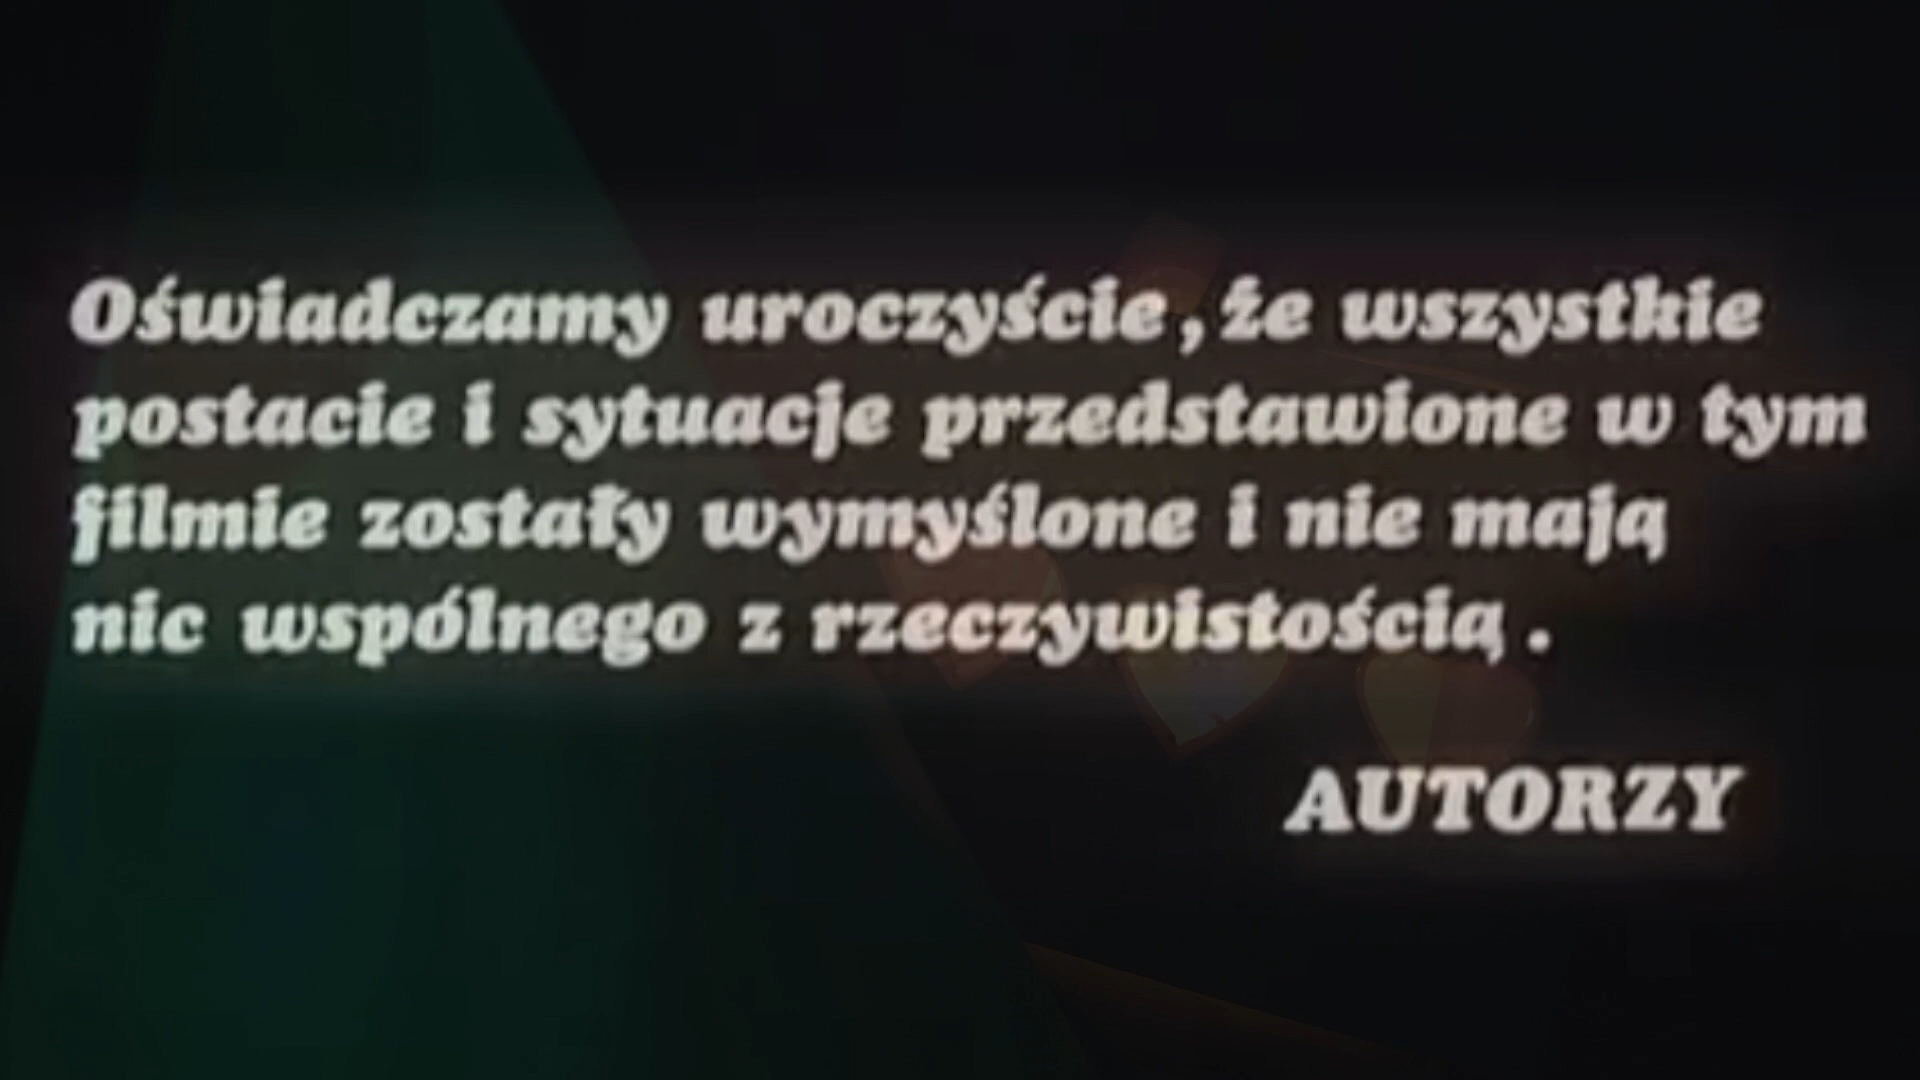 Oświadczamy uroczyście, że wszystkie
postacie i sytuacje przedstawione w tym
filmie zostały wymyślone i nie mają
nic wspólnego z rzeczywistością.
AUTORZY